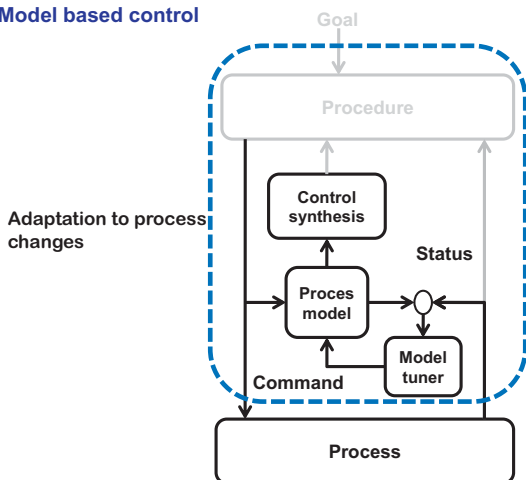 Model based control
Goal
Procedure
Control
synthesis
Adaptation to process
changes
Status
Proces
model
Model
tuner
Command
Process